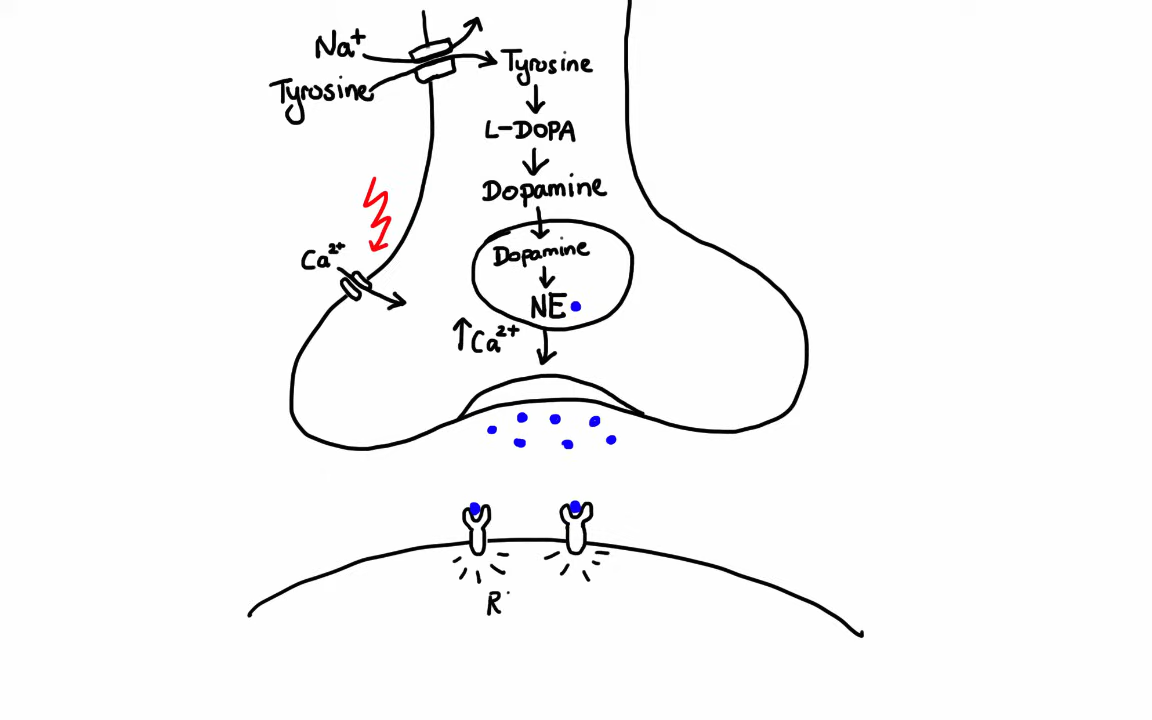 Na+
Tyrosine
Tyrosine
L-DOPA
Dopamine
Dopamine
NE
Ca2+
↑Ca2+
R